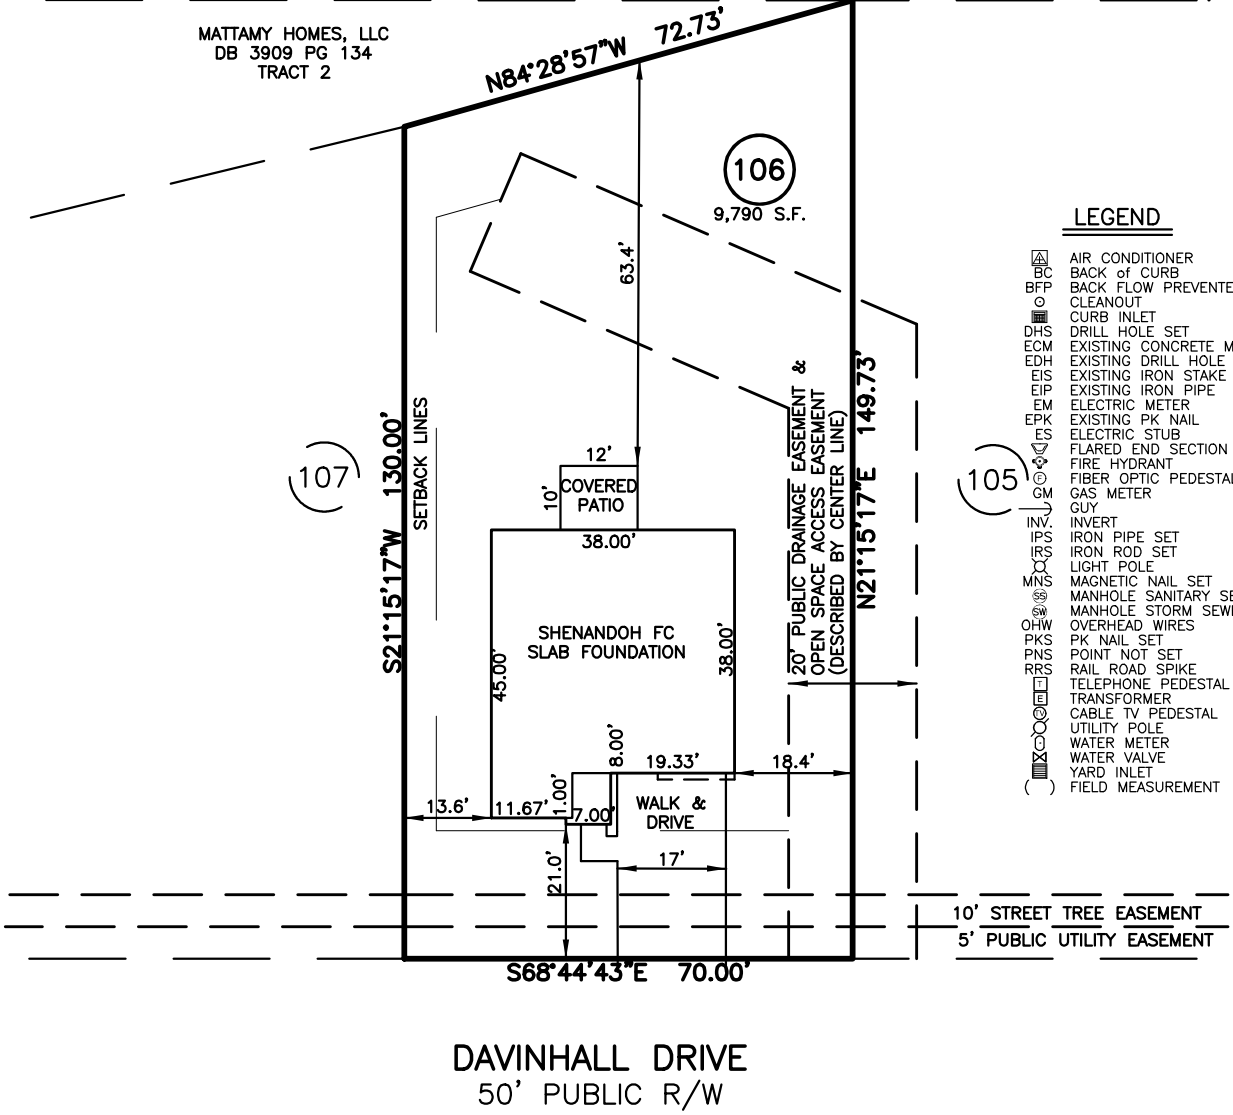 MATTAMY HOMES, LLC
DB 3909 PG 134
TRACT 2
N84°28'57"W 72.73'
106
9,790 S.F.
63.4'
107
S21°15'17"W 130.00'
SETBACK LINES
12'
10'
COVERED
PATIO
38.00'
SHENANDOH FC
SLAB FOUNDATION
45.00'
38.00'
20' PUBLIC DRAINAGE EASEMENT &
OPEN SPACE ACCESS EASEMENT
(DESCRIBED BY CENTER LINE)
N21°15'17"E 149.73'
105
8.00'
19.33'
18.4'
13.6'
11.67'
1.00'
7.00'
WALK &
DRIVE
21.0'
17'
10' STREET TREE EASEMENT
5' PUBLIC UTILITY EASEMENT
S68°44'43"E 70.00'
DAVINHALL DRIVE
50' PUBLIC R/W
LEGEND
AIR CONDITIONER
BC BACK of CURB
BFP BACK FLOW PREVENTE
CLEANOUT
CURB INLET
DHS DRILL HOLE SET
ECM EXISTING CONCRETE M
EDH EXISTING DRILL HOLE
EIS EXISTING IRON STAKE
EIP EXISTING IRON PIPE
EM ELECTRIC METER
EPK EXISTING PK NAIL
ES ELECTRIC STUB
FLARED END SECTION
FIRE HYDRANT
F FIBER OPTIC PEDESTAL
GM GAS METER
GUY
INV. INVERT
IPS IRON PIPE SET
IRS IRON ROD SET
LIGHT POLE
MNS MAGNETIC NAIL SET
SS MANHOLE SANITARY SE
SW MANHOLE STORM SEW
OHW OVERHEAD WIRES
PKS PK NAIL SET
PNS POINT NOT SET
RRS RAIL ROAD SPIKE
T TELEPHONE PEDESTAL
E TRANSFORMER
TV CABLE TV PEDESTAL
UTILITY POLE
WATER METER
WATER VALVE
YARD INLET
( ) FIELD MEASUREMENT